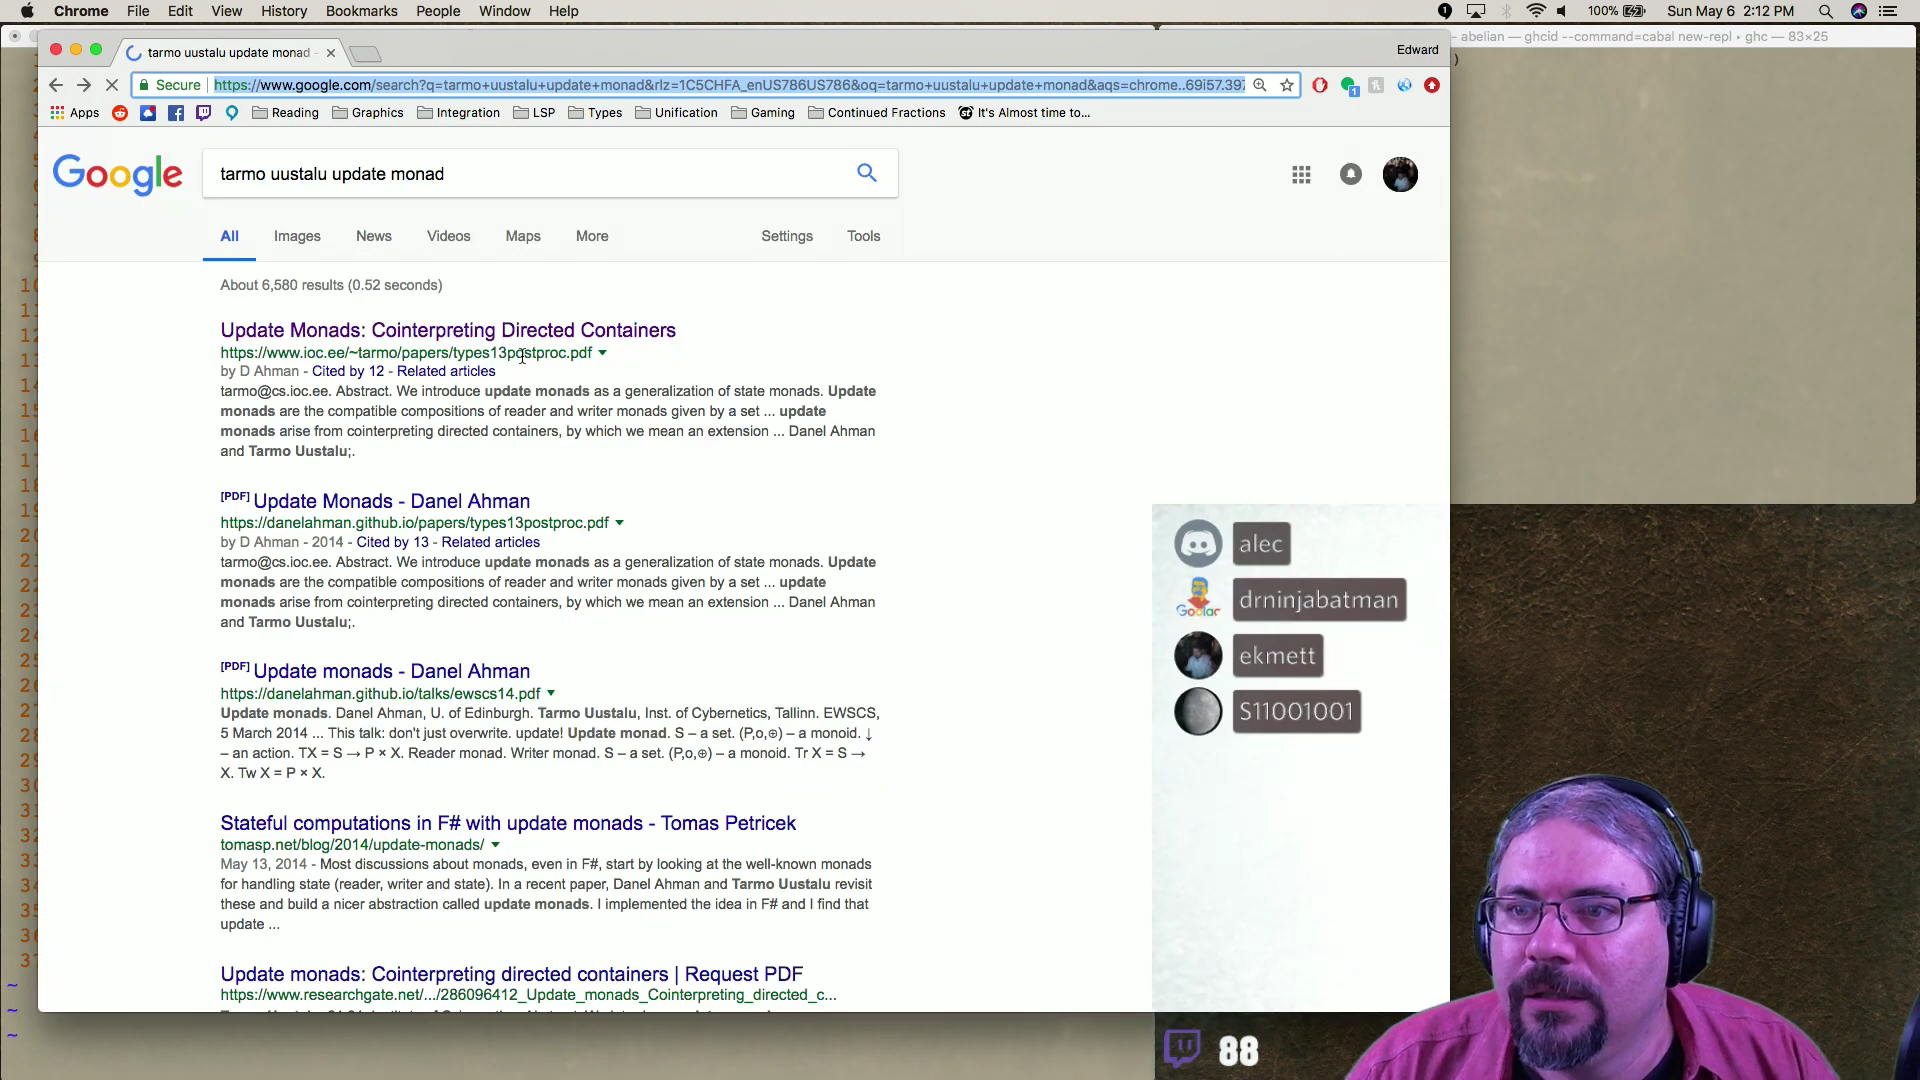 Chrome File Edit View History Bookmarks People Window Help
1 100% Sun May 6 2:12 PM
- abelian — ghcid --command=cabal new-repl • ghc — 83×25
tarmo uustalu update monad -
Edward
Secure https://www.google.com/search?q=tarmo+uustalu+update+monad&rlz=1C5CHFA_enUS786US786&oq=tarmo+uustalu+update+monad&aqs=chrome..69i57.397
1
Apps Reading Graphics Integration LSP Types Unification Gaming Continued Fractions It's Almost time to...
Google
tarmo uustalu update monad
All Images News Videos Maps More Settings Tools
About 6,580 results (0.52 seconds)
Update Monads: Cointerpreting Directed Containers
https://www.ioc.ee/~tarmo/papers/types13postproc.pdf
by D Ahman - Cited by 12 - Related articles
tarmo@cs.ioc.ee. Abstract. We introduce update monads as a generalization of state monads. Update
monads are the compatible compositions of reader and writer monads given by a set ... update
monads arise from cointerpreting directed containers, by which we mean an extension ... Danel Ahman
and Tarmo Uustalu;.
[PDF] Update Monads - Danel Ahman
https://danelahman.github.io/papers/types13postproc.pdf
by D Ahman - 2014 - Cited by 13 - Related articles
tarmo@cs.ioc.ee. Abstract. We introduce update monads as a generalization of state monads. Update
monads are the compatible compositions of reader and writer monads given by a set ... update
monads arise from cointerpreting directed containers, by which we mean an extension ... Danel Ahman
and Tarmo Uustalu;.
[PDF] Update monads - Danel Ahman
https://danelahman.github.io/talks/ewscs14.pdf
Update monads. Danel Ahman, U. of Edinburgh. Tarmo Uustalu, Inst. of Cybernetics, Tallinn. EWSCS,
5 March 2014 ... This talk: don't just overwrite. update! Update monad. S – a set. (P,o,⊕) – a monoid. ↓
– an action. TX = S → P × X. Reader monad. Writer monad. S – a set. (P,o,⊕) – a monoid. Tr X = S →
X. Tw X = P × X.
Stateful computations in F# with update monads - Tomas Petricek
tomasp.net/blog/2014/update-monads/
May 13, 2014 - Most discussions about monads, even in F#, start by looking at the well-known monads
for handling state (reader, writer and state). In a recent paper, Danel Ahman and Tarmo Uustalu revisit
these and build a nicer abstraction called update monads. I implemented the idea in F# and I find that
update ...
Update monads: Cointerpreting directed containers | Request PDF
https://www.researchgate.net/.../286096412_Update_monads_Cointerpreting_directed_c...
alec
Goolar
drninjabatman
ekmett
S11001001
88